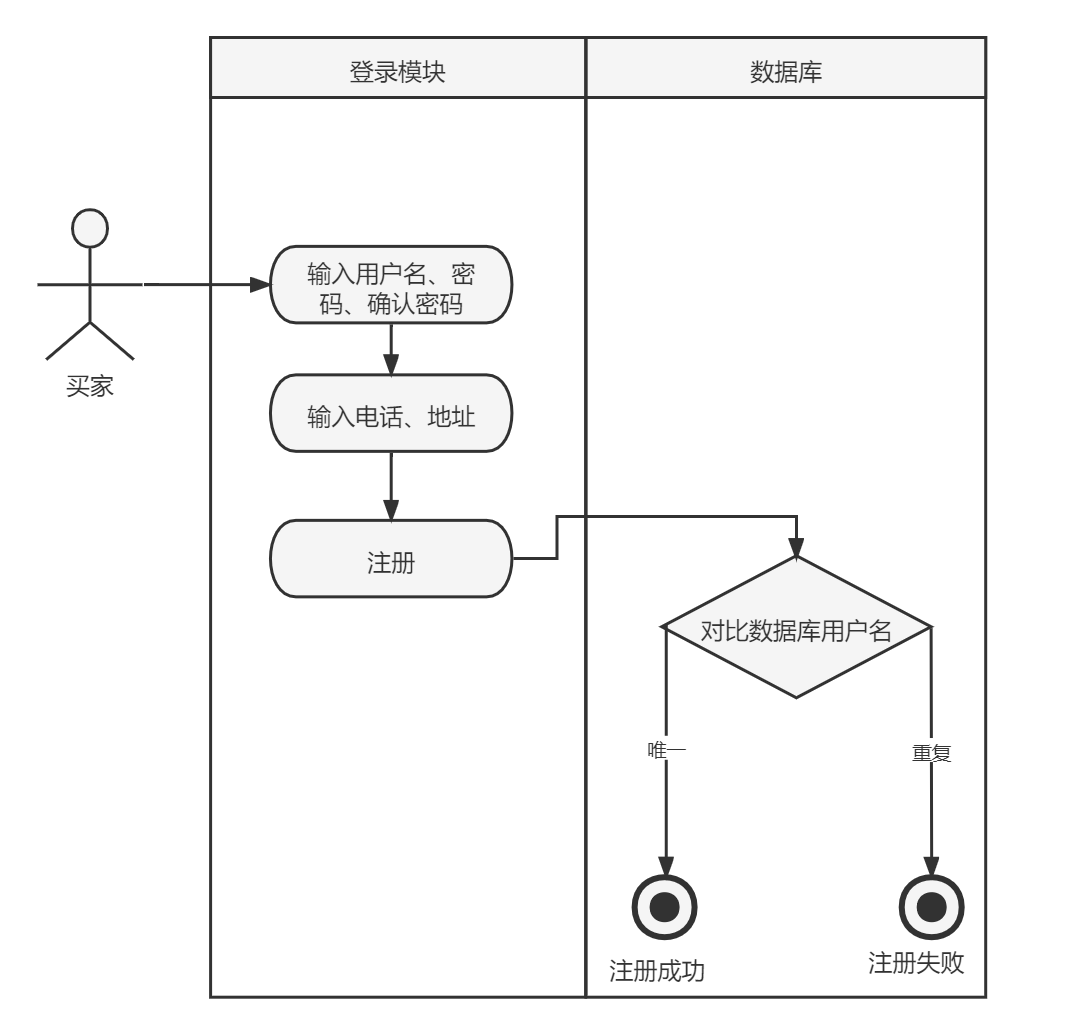 登录模块
数据库
输入用户名、密
码、确认密码
买家
输入电话、地址
注册
对比数据库用户名
唯一
重复
注册成功
注册失败